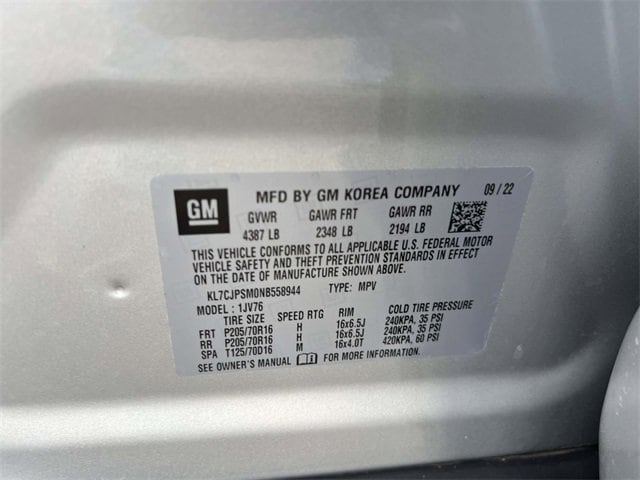 GM
MFD BY GM KOREA COMPANY 09/22
GVWR GAWR FRT GAWR RR
4387 LB 2348 LB 2194 LB
THIS VEHICLE CONFORMS TO ALL APPLICABLE U.S. FEDERAL MOTOR
VEHICLE SAFETY AND THEFT PREVENTION STANDARDS IN EFFECT
ON THE DATE OF MANUFACTURE SHOWN ABOVE.
KL7CJPSM0NB558944 TYPE: MPV
MODEL: 1JV76
TIRE SIZE SPEED RTG RIM COLD TIRE PRESSURE
FRT P205/70R16 H 16x6.5J 240KPA, 35 PSI
RR P205/70R16 H 16x6.5J 240KPA, 35 PSI
SPA T125/70D16 M 16x4.0T 420KPA, 60 PSI
SEE OWNER'S MANUAL i FOR MORE INFORMATION.